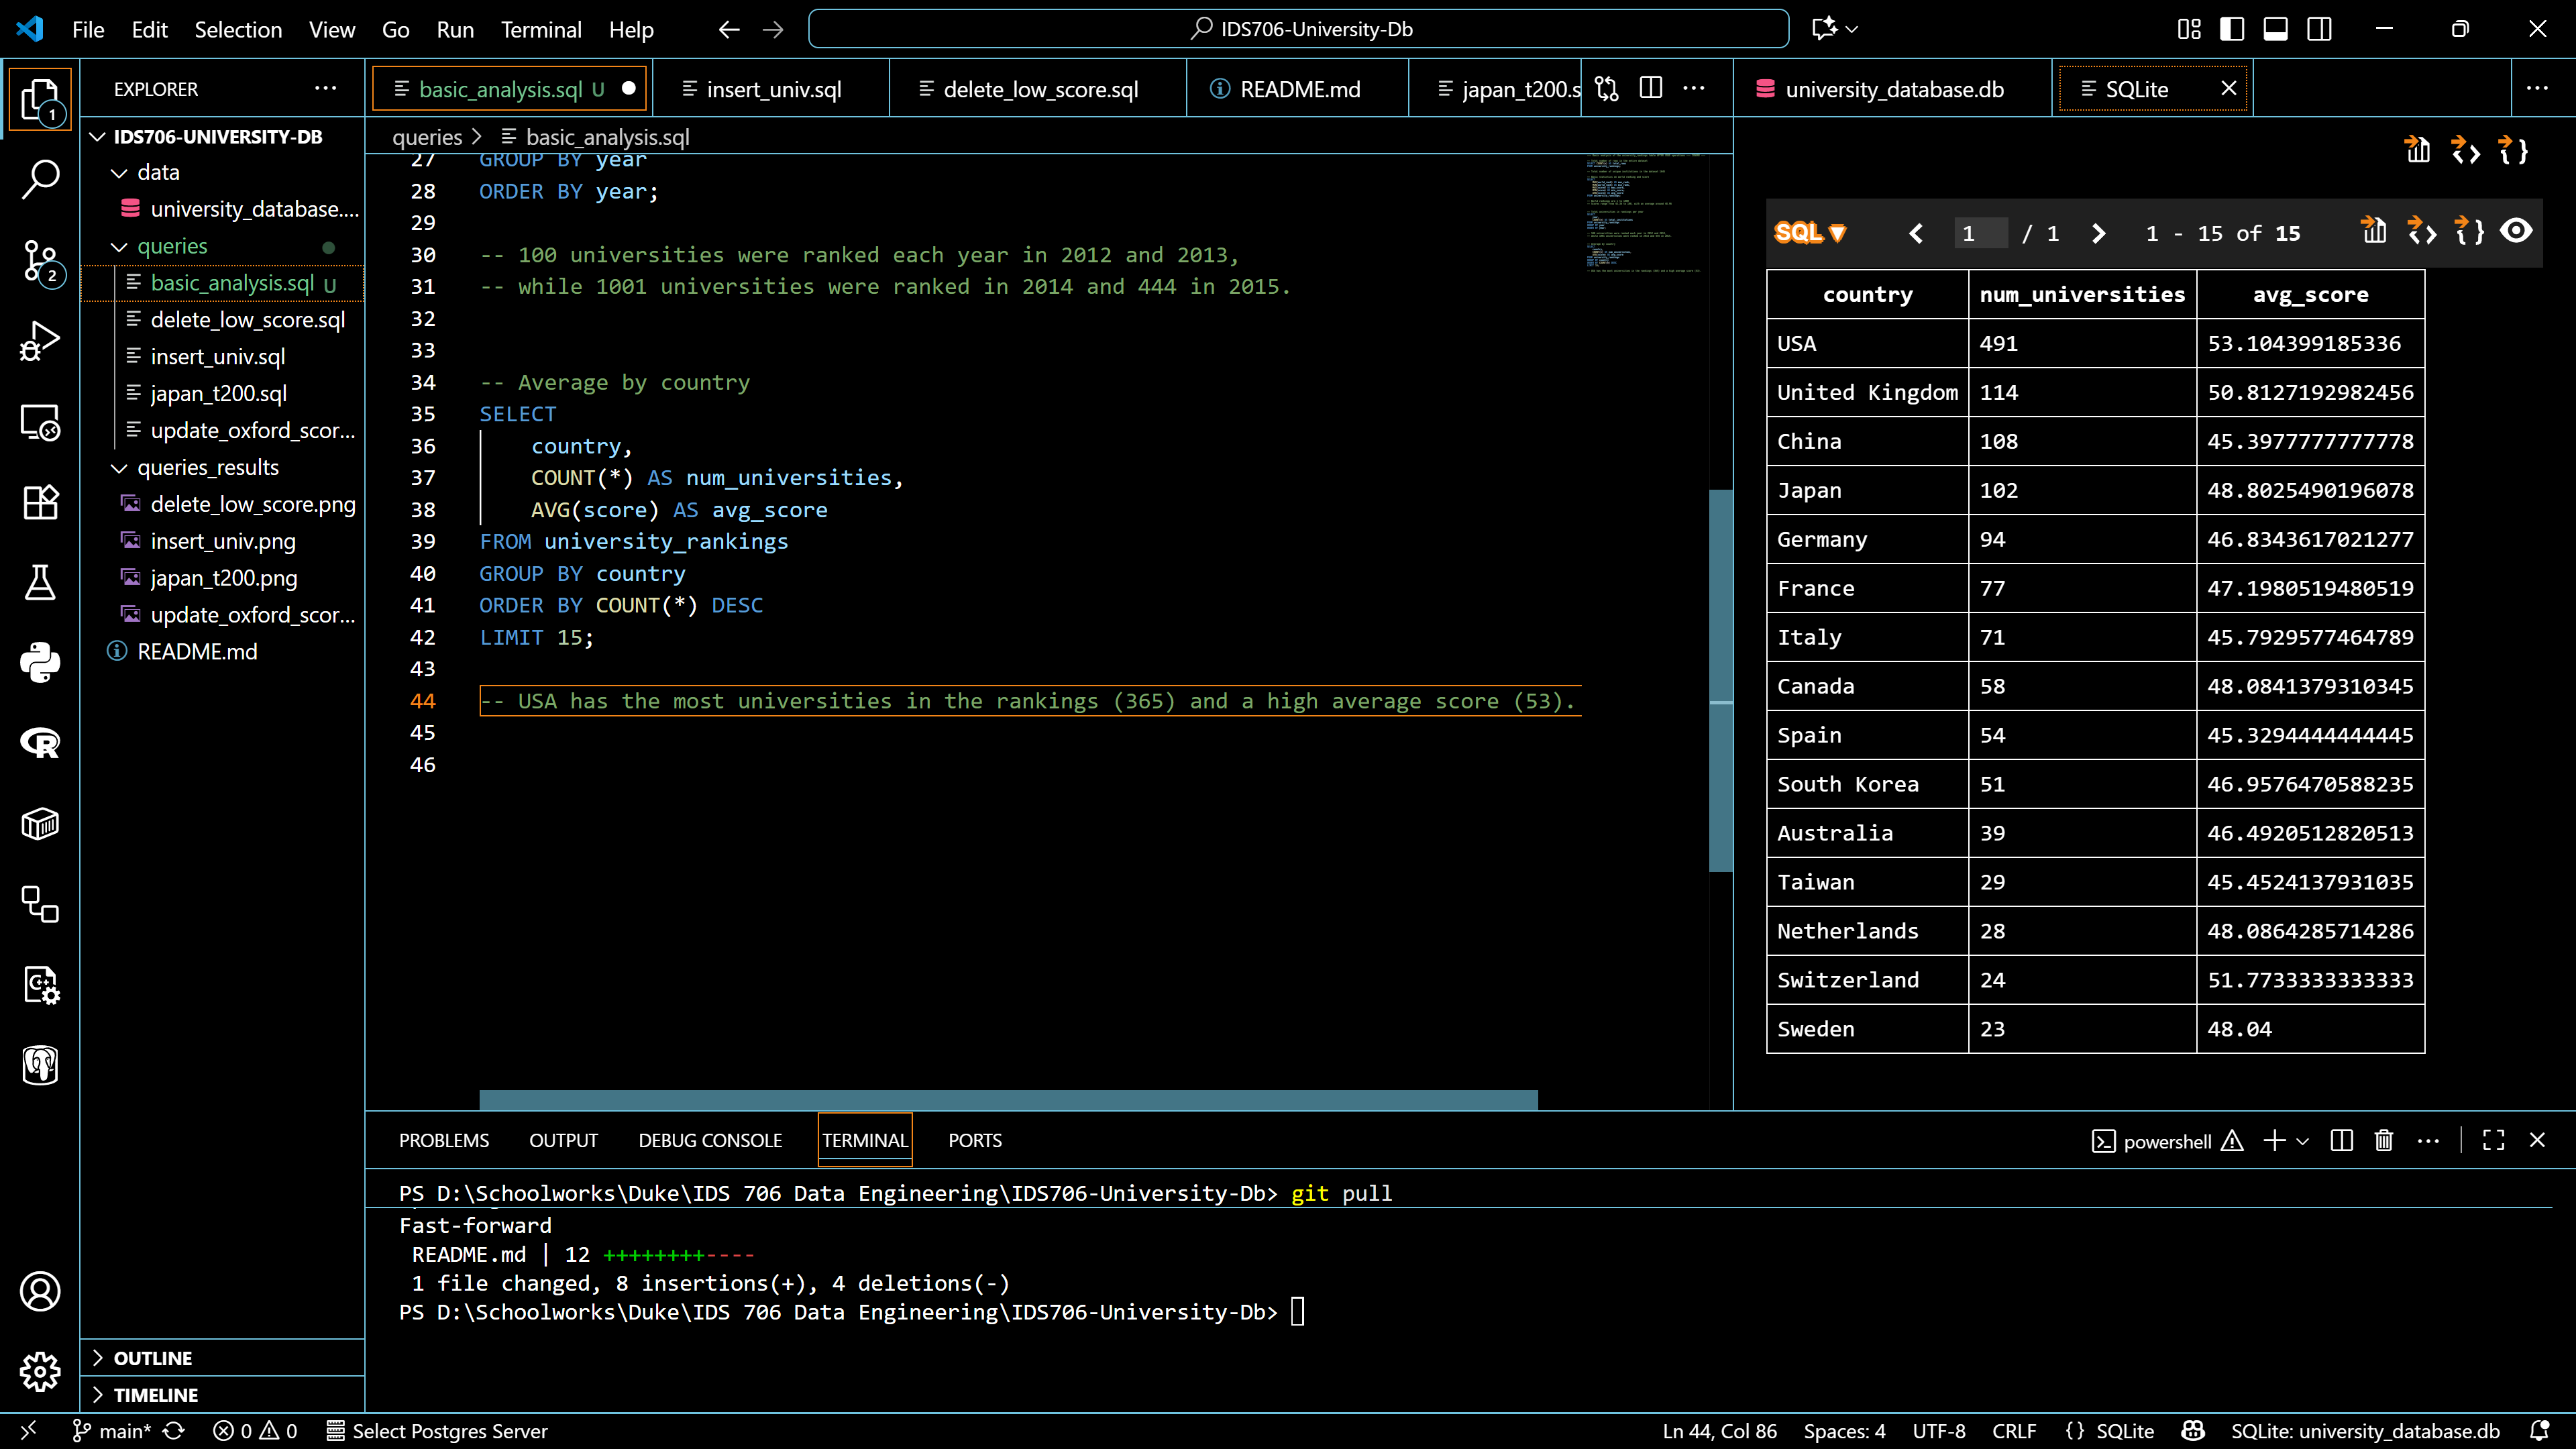 File Edit Selection View Go Run Terminal Help
IDS706-University-Db
EXPLORER
1
2
IDS706-UNIVERSITY-DB
data
university_database....
queries
basic_analysis.sql U
delete_low_score.sql
insert_univ.sql
japan_t200.sql
update_oxford_scor...
queries_results
delete_low_score.png
insert_univ.png
japan_t200.png
update_oxford_scor...
README.md
OUTLINE
TIMELINE
basic_analysis.sql U
insert_univ.sql
delete_low_score.sql
README.md
japan_t200.s
queries > basic_analysis.sql
27 GROUP BY year
28 ORDER BY year;
29
30 -- 100 universities were ranked each year in 2012 and 2013,
31 -- while 1001 universities were ranked in 2014 and 444 in 2015.
32
33
34 -- Average by country
35 SELECT
36 country,
37 COUNT(*) AS num_universities,
38 AVG(score) AS avg_score
39 FROM university_rankings
40 GROUP BY country
41 ORDER BY COUNT(*) DESC
42 LIMIT 15;
43
44 -- USA has the most universities in the rankings (365) and a high average score (53).
45
46
university_database.db
SQLite
SQL 1 / 1 1 - 15 of 15
country num_universities avg_score
USA 491 53.104399185336
United Kingdom 114 50.8127192982456
China 108 45.3977777777778
Japan 102 48.8025490196078
Germany 94 46.8343617021277
France 77 47.1980519480519
Italy 71 45.7929577464789
Canada 58 48.0841379310345
Spain 54 45.3294444444445
South Korea 51 46.9576470588235
Australia 39 46.4920512820513
Taiwan 29 45.4524137931035
Netherlands 28 48.0864285714286
Switzerland 24 51.7733333333333
Sweden 23 48.04
PROBLEMS OUTPUT DEBUG CONSOLE TERMINAL PORTS
powershell
PS D:\Schoolworks\Duke\IDS 706 Data Engineering\IDS706-University-Db> git pull
Fast-forward
README.md | 12 ++++++++----
1 file changed, 8 insertions(+), 4 deletions(-)
PS D:\Schoolworks\Duke\IDS 706 Data Engineering\IDS706-University-Db>
main* 0 0 Select Postgres Server
Ln 44, Col 86 Spaces: 4 UTF-8 CRLF {} SQLite SQLite: university_database.db